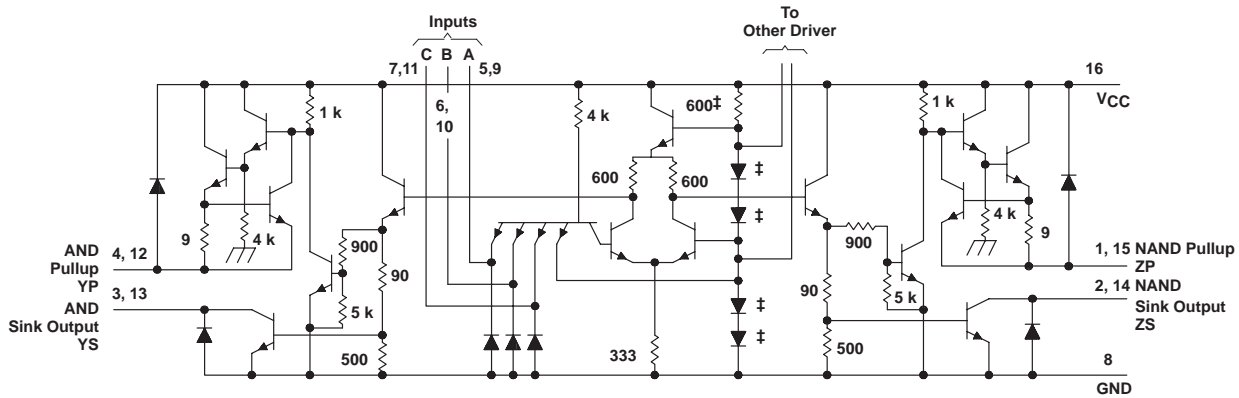 Inputs
To
Other Driver
C B A
7,11
5,9
6,
10
16
VCC
1 k
4 k
600‡
1 k
‡
600
600
‡
9
4 k
900
900
4 k
9
AND
Pullup
YP
4, 12
90
90
1, 15 NAND Pullup
ZP
3, 13
AND
Sink Output
YS
5 k
5 k
2, 14 NAND
Sink Output
ZS
‡
‡
500
333
500
8
GND